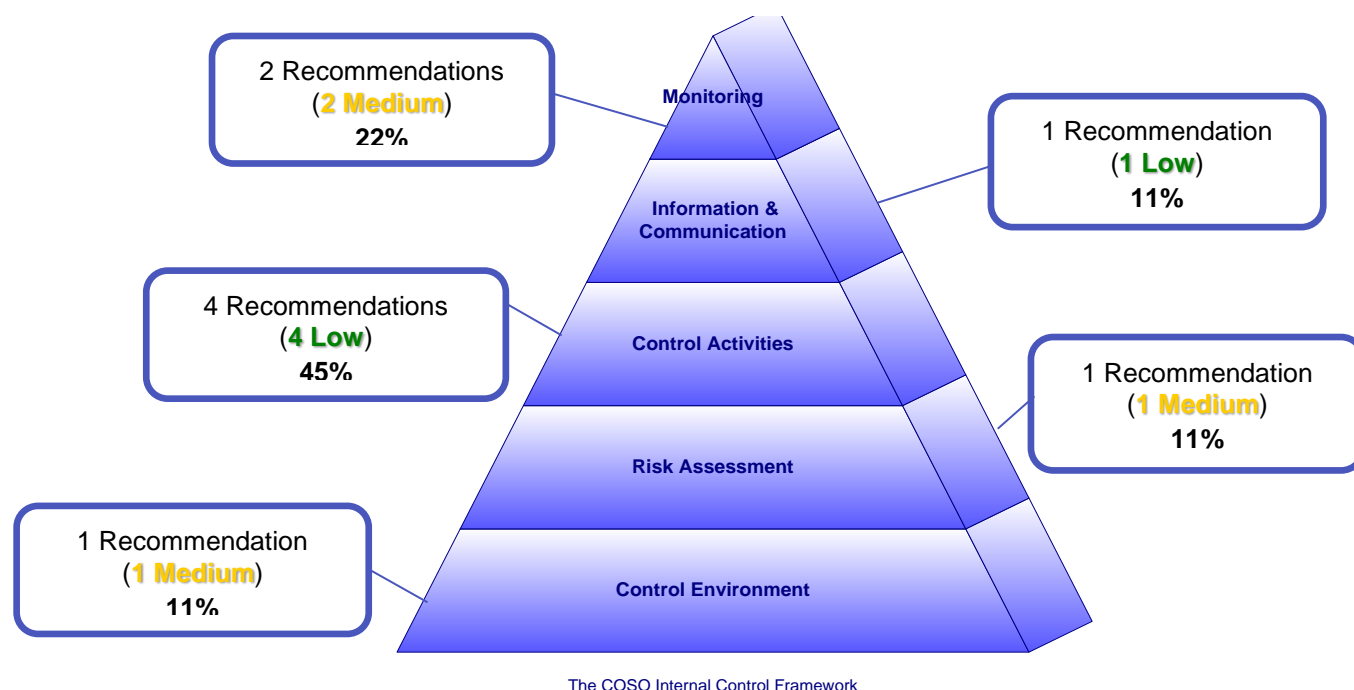 2 Recommendations
(2 Medium)
22%
Monitoring
1 Recommendation
(1 Low)
11%
Information &
Communication
4 Recommendations
(4 Low)
45%
Control Activities
1 Recommendation
(1 Medium)
11%
Risk Assessment
1 Recommendation
(1 Medium)
11%
Control Environment
The COSO Internal Control Framework